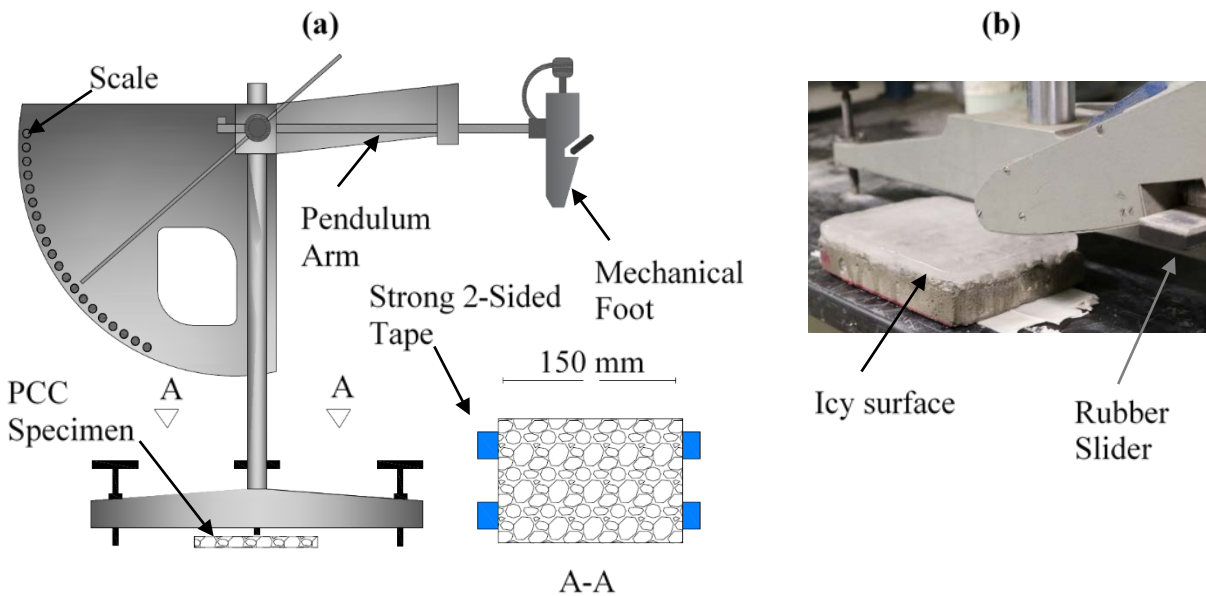 (a)
Scale
Pendulum
Arm
Mechanical
Foot
Strong 2-Sided
Tape
150 mm
PCC
Specimen
A
A
A-A
(b)
Icy surface
Rubber
Slider